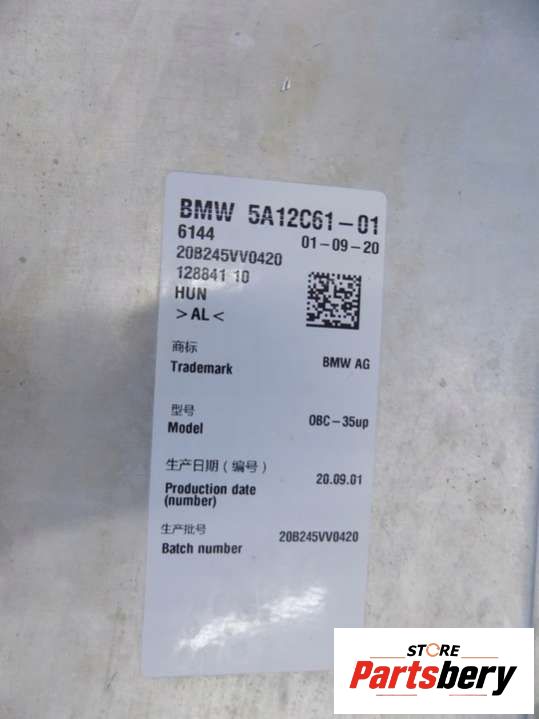 BMW 5A12C61-01
6144 01-09-20
20B245VV0420
128841 10
HUN
>AL<
商标
Trademark BMW AG
型号
Model OBC-35up
生产日期（编号）
Production date
(number) 20.09.01
生产批号
Batch number 20B245VV0420
STORE
Partsbery